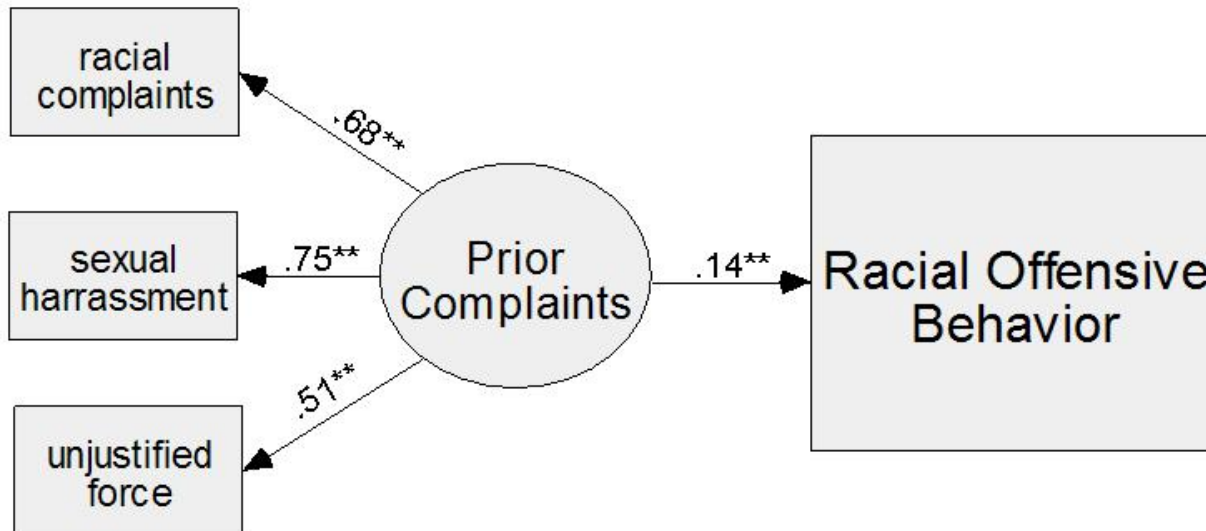 racial
complaints
.68**
sexual
harrassment
.75**
Prior
Complaints
.14**
Racial Offensive
Behavior
.51**
unjustified
force